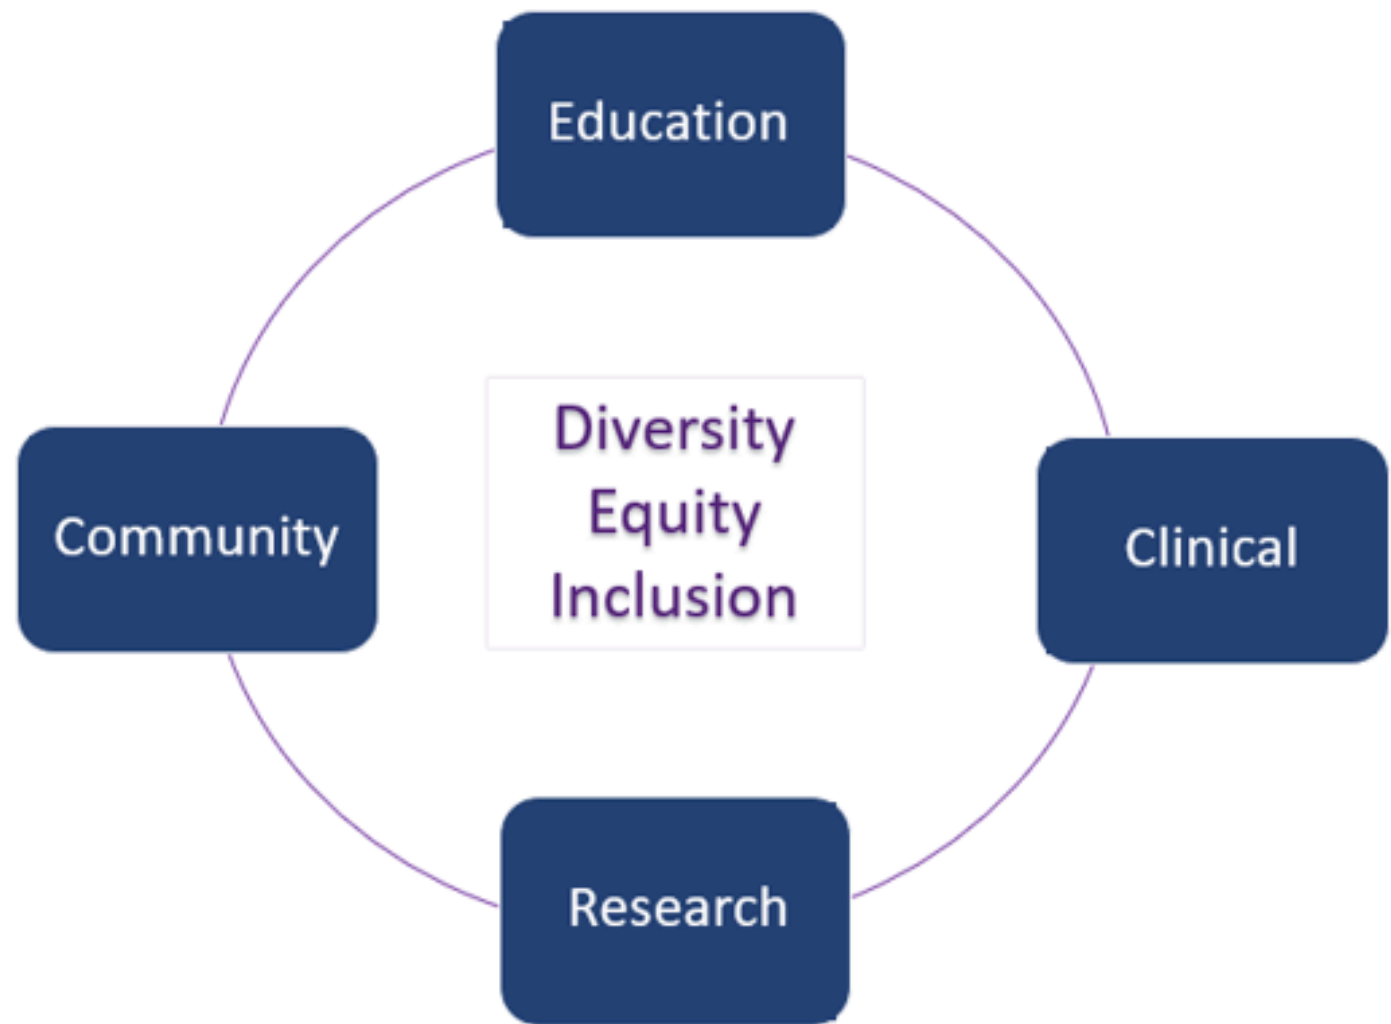 Education
Community
Diversity
Equity
Inclusion
Clinical
Research